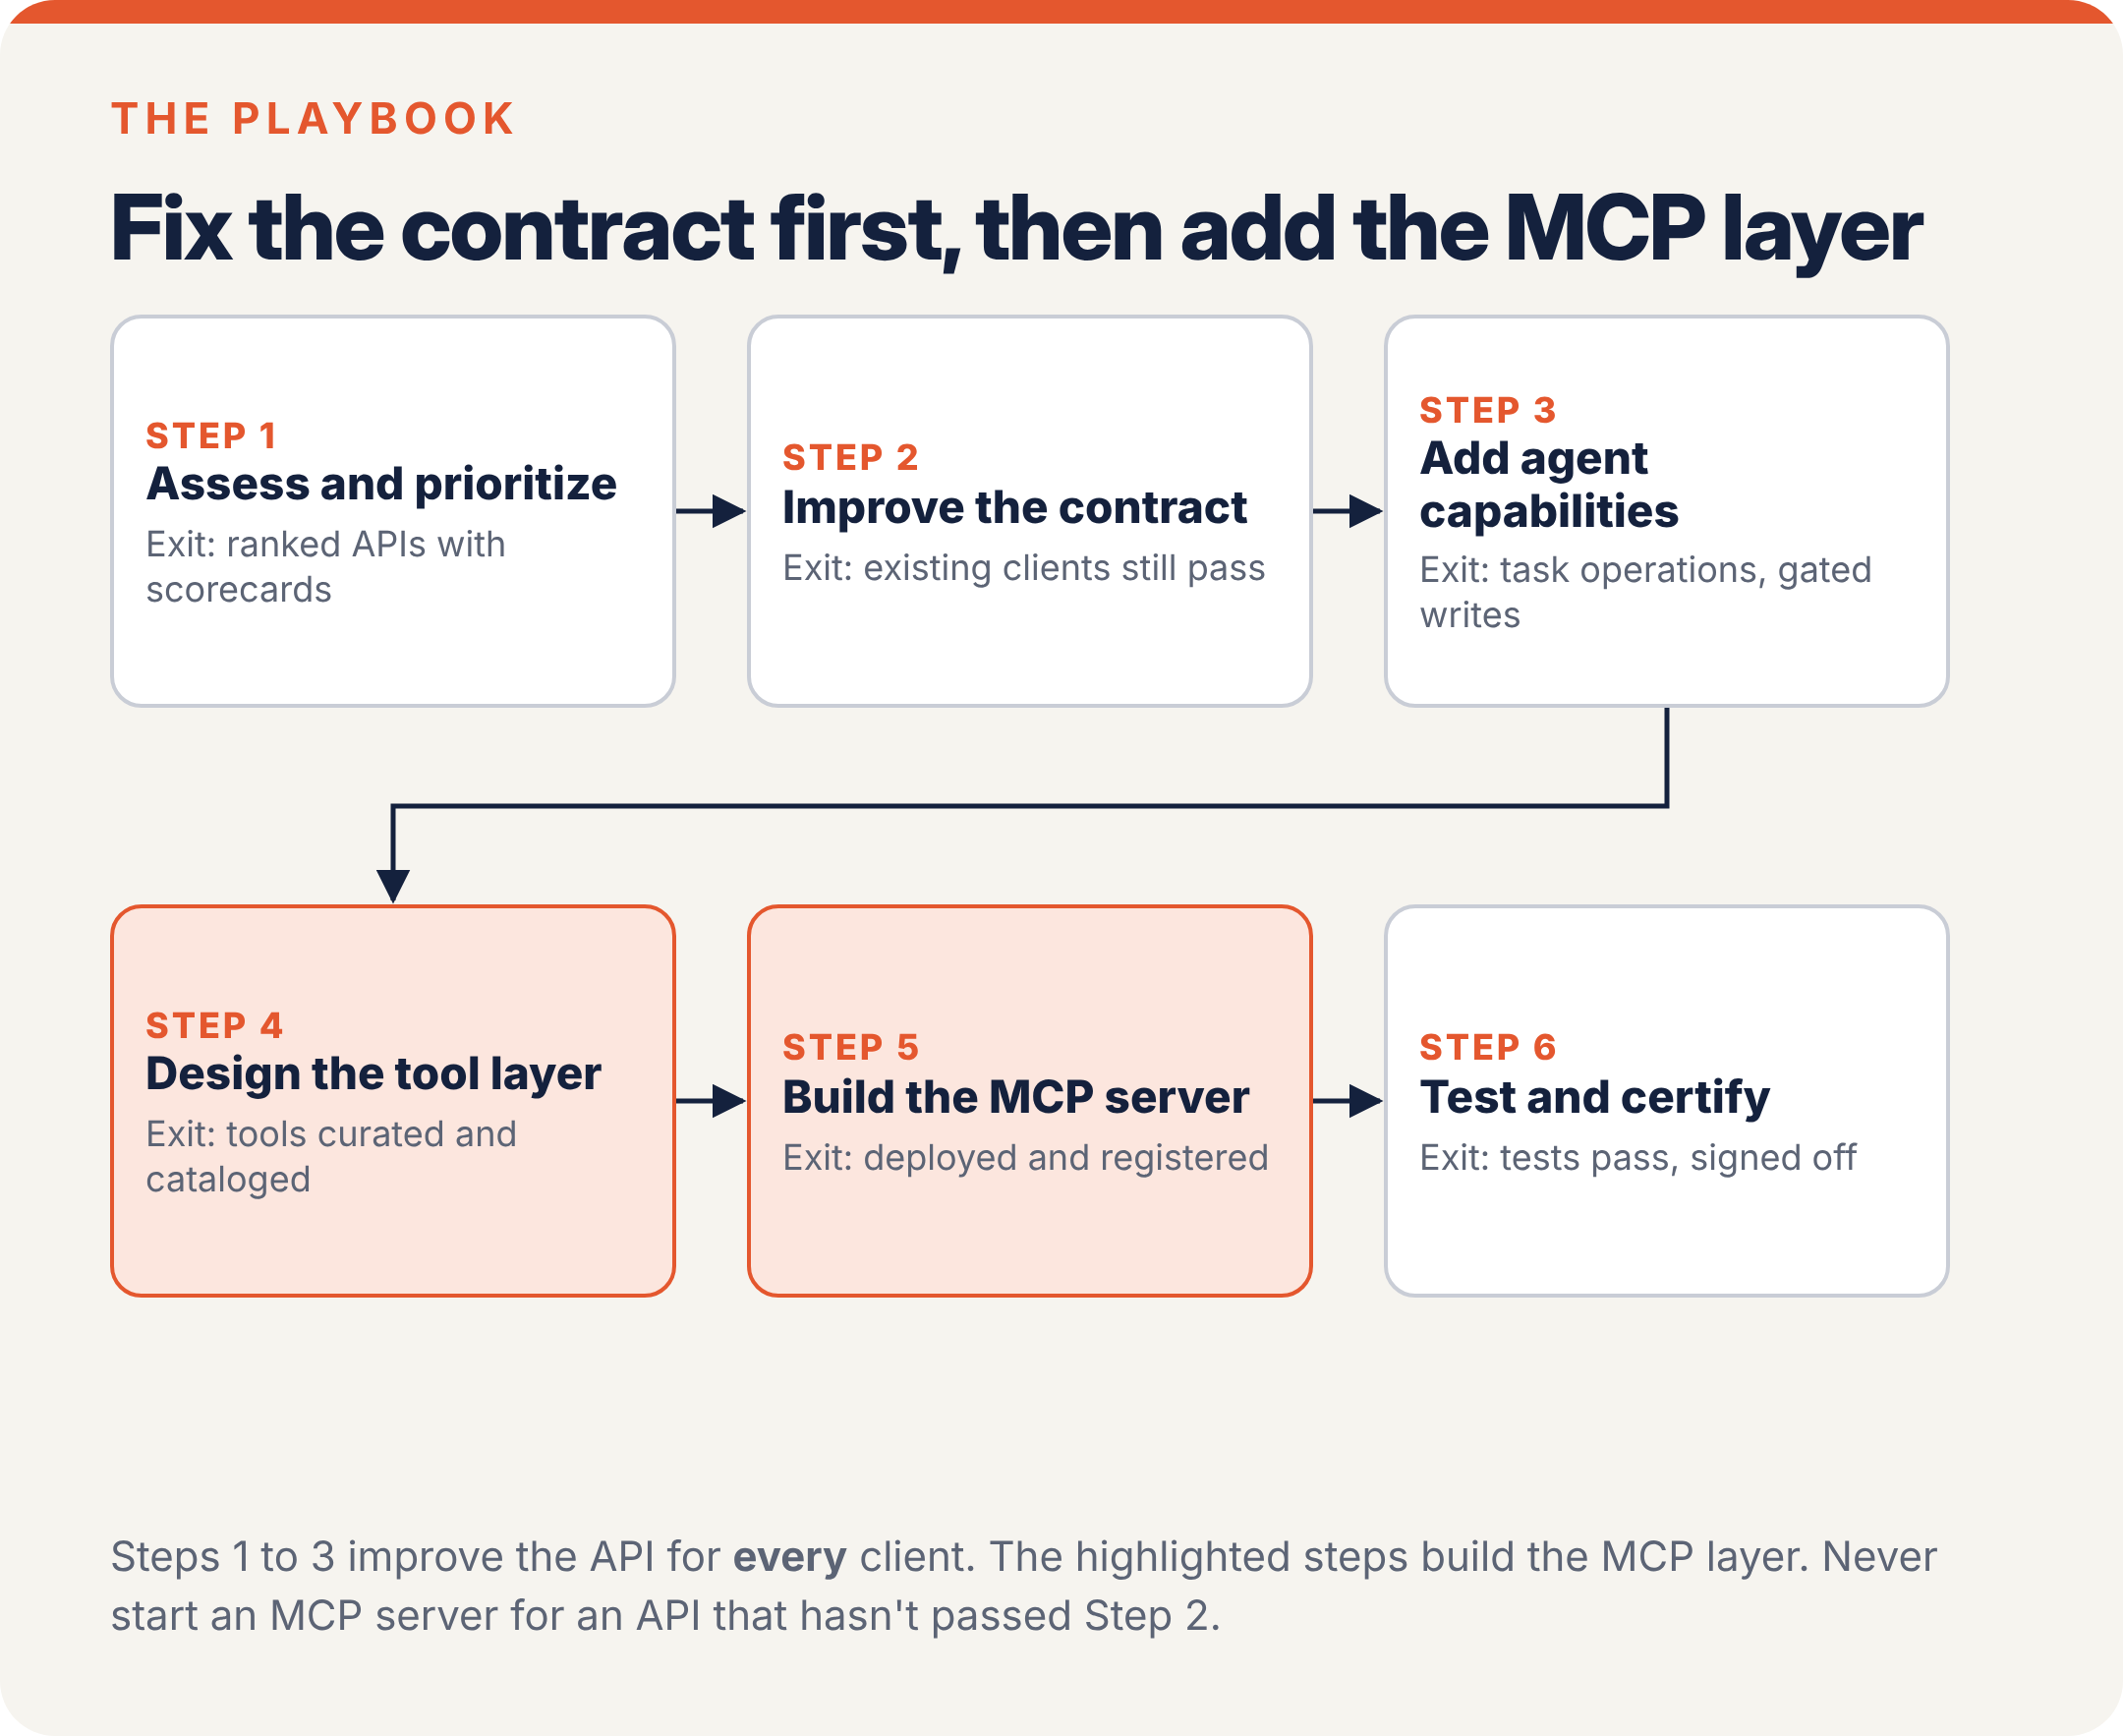 THE PLAYBOOK
Fix the contract first, then add the MCP layer
STEP 1
Assess and prioritize
Exit: ranked APIs with
scorecards
STEP 2
Improve the contract
Exit: existing clients still pass
STEP 3
Add agent
capabilities
Exit: task operations, gated
writes
STEP 4
Design the tool layer
Exit: tools curated and
cataloged
STEP 5
Build the MCP server
Exit: deployed and registered
STEP 6
Test and certify
Exit: tests pass, signed off
Steps 1 to 3 improve the API for every client. The highlighted steps build the MCP layer. Never
start an MCP server for an API that hasn't passed Step 2.